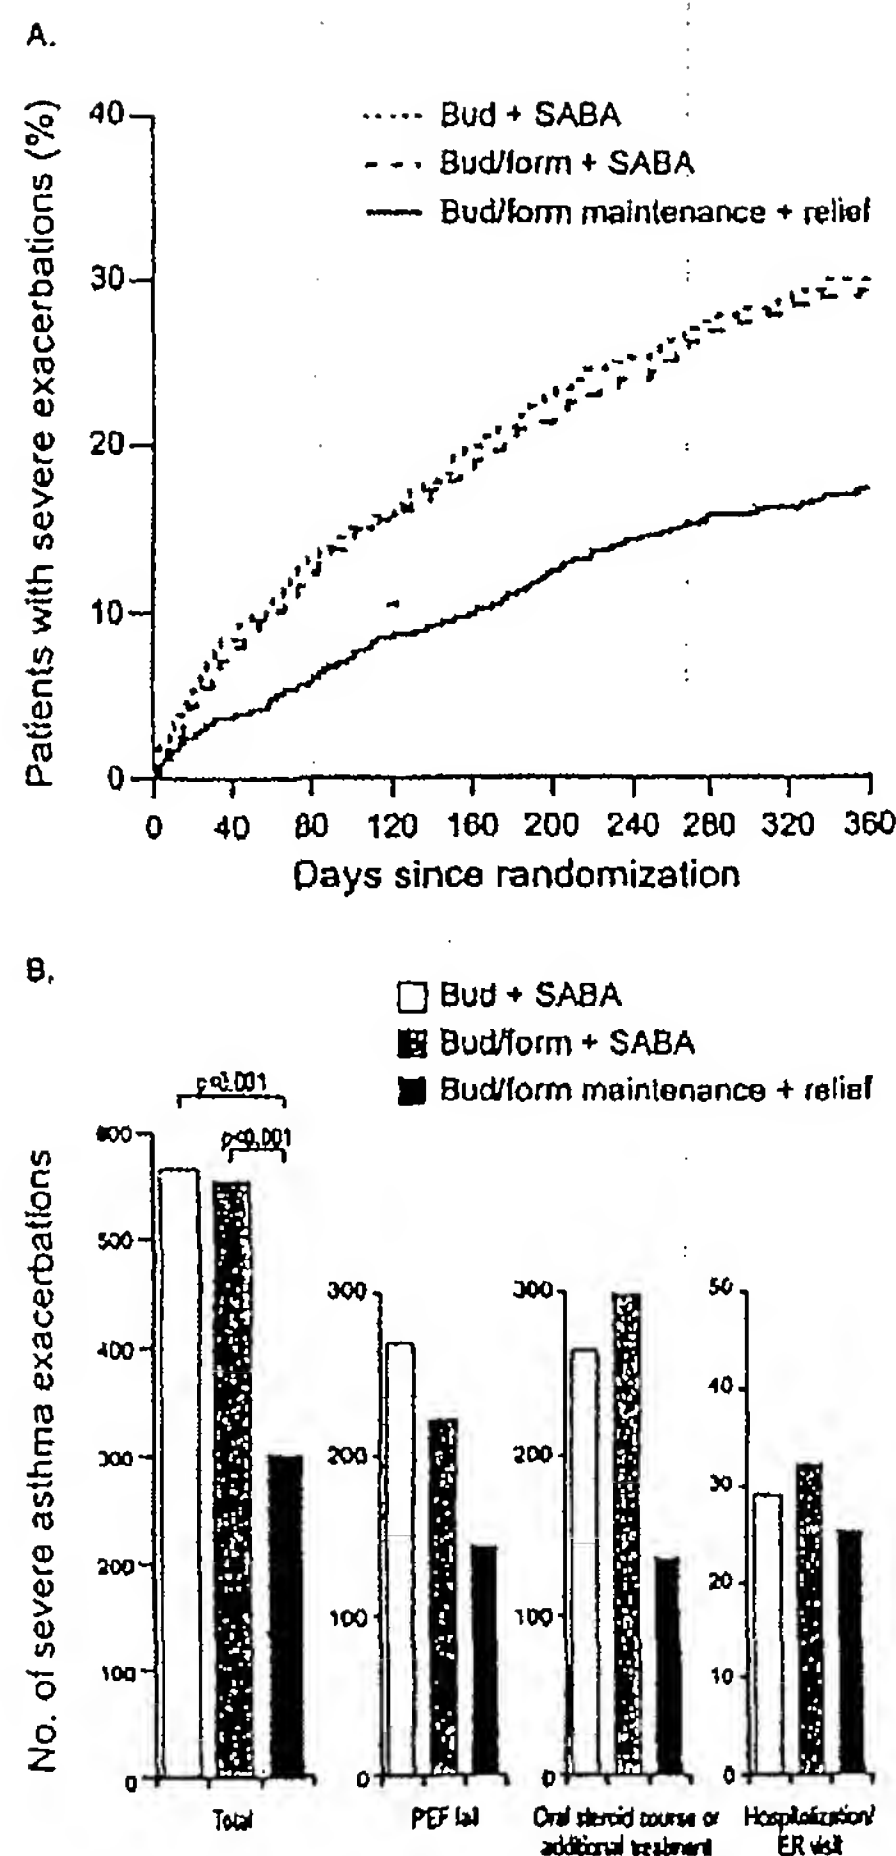 A.
Patients with severe exacerbations (%)
40
30
20
10
0
Bud + SABA
Bud/form + SABA
Bud/form maintenance + relief
0 40 80 120 160 200 240 280 320 360
Days since randomization
B.
Bud + SABA
Bud/form + SABA
Bud/form maintenance + relief
No. of severe asthma exacerbations
p<0.001
p<0.001
600
500
400
300
200
100
0
300
200
100
0
300
200
100
0
50
40
30
20
10
0
Total
PEF fall
Oral steroid course or
additional treatment
Hospitalization/
ER visit